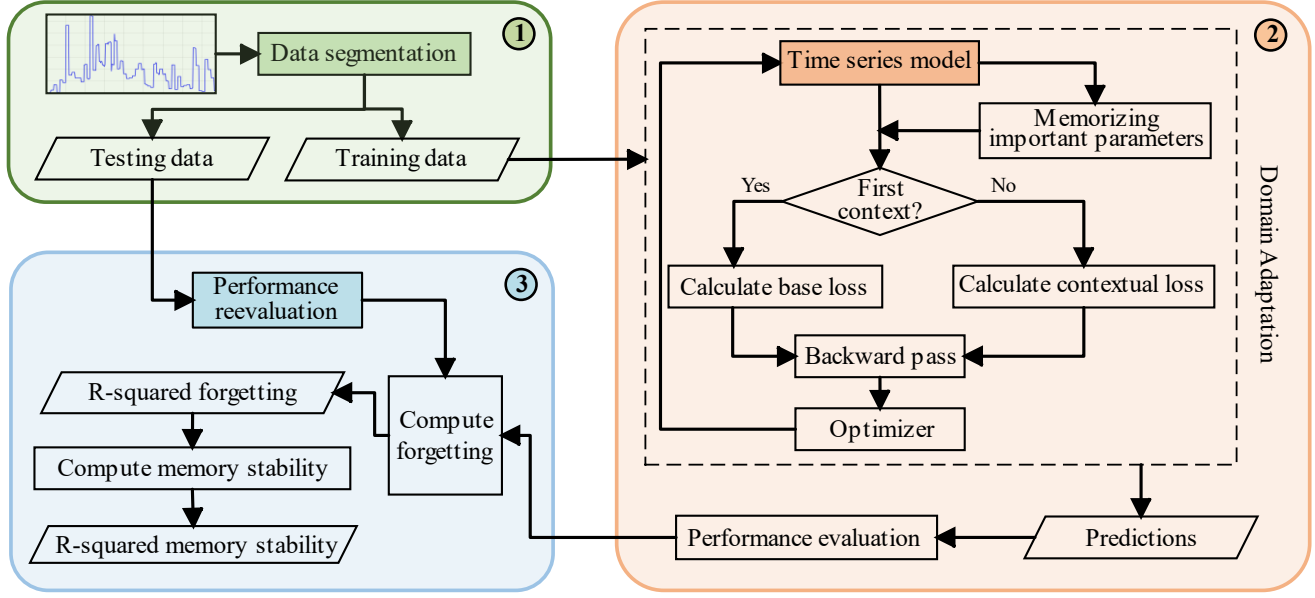 1
Data segmentation
Testing data
Training data
2
Time series model
Memorizing
important parameters
First
context?
Yes
No
Calculate base loss
Calculate contextual loss
Backward pass
Optimizer
Domain Adaptation
Predictions
Performance evaluation
3
Performance
reevaluation
Compute
forgetting
R-squared forgetting
Compute memory stability
R-squared memory stability